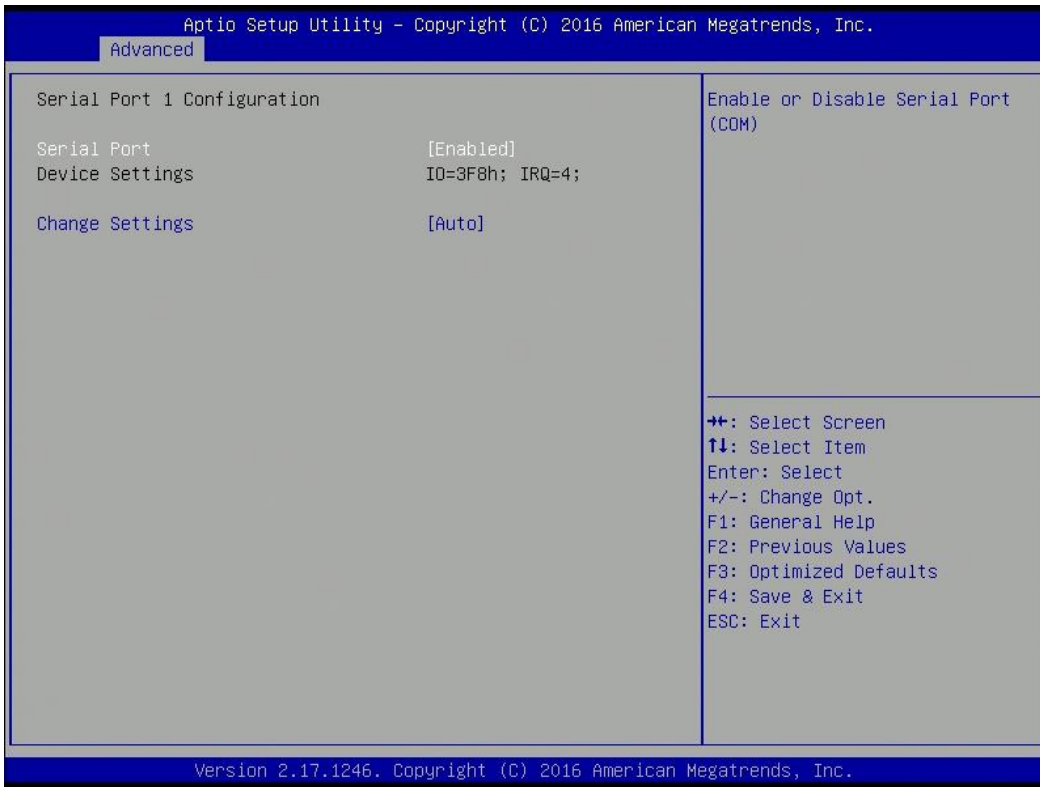 Aptio Setup Utility – Copyright (C) 2016 American Megatrends, Inc.
Advanced
Serial Port 1 Configuration
Serial Port [Enabled]
Device Settings IO=3F8h; IRQ=4;
Change Settings [Auto]
Enable or Disable Serial Port
(COM)
→←: Select Screen
↑↓: Select Item
Enter: Select
+/-: Change Opt.
F1: General Help
F2: Previous Values
F3: Optimized Defaults
F4: Save & Exit
ESC: Exit
Version 2.17.1246. Copyright (C) 2016 American Megatrends, Inc.